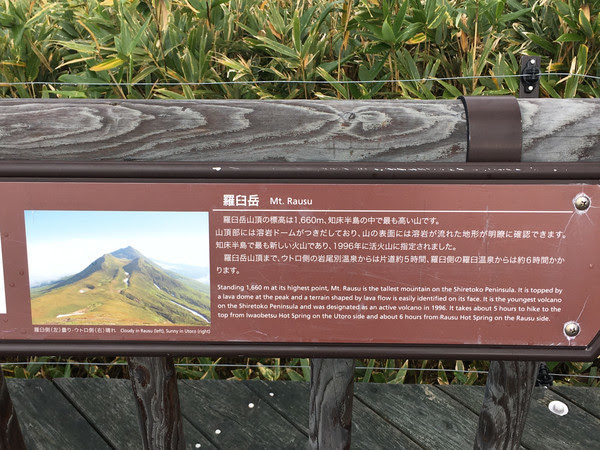 羅臼岳 Mt. Rausu
羅臼岳山頂の標高は1,660m、知床半島の中で最も高い山です。
山頂部には溶岩ドームがつきだしており、山の表面には溶岩が流れた地形が明瞭に確認できます。
知床半島で最も新しい火山であり、1996年に活火山に指定されました。
羅臼岳山頂まで、ウトロ側の岩尾別温泉からは片道約5時間、羅臼側の羅臼温泉からは約6時間かか
ります。
Standing 1,660 m at its highest point, Mt. Rausu is the tallest mountain on the Shiretoko Peninsula. It is topped by
a lava dome at the peak and a terrain shaped by lava flow is easily identified on its face. It is the youngest volcano
on the Shiretoko Peninsula and was designated as an active volcano in 1996. It takes about 5 hours to hike to the
top from Iwaobetsu Hot Spring on the Utoro side and about 6 hours from Rausu Hot Spring on the Rausu side.
羅臼側(左)曇り・ウトロ側(右)晴れ Cloudy in Rausu (left), Sunny in Utoro (right)